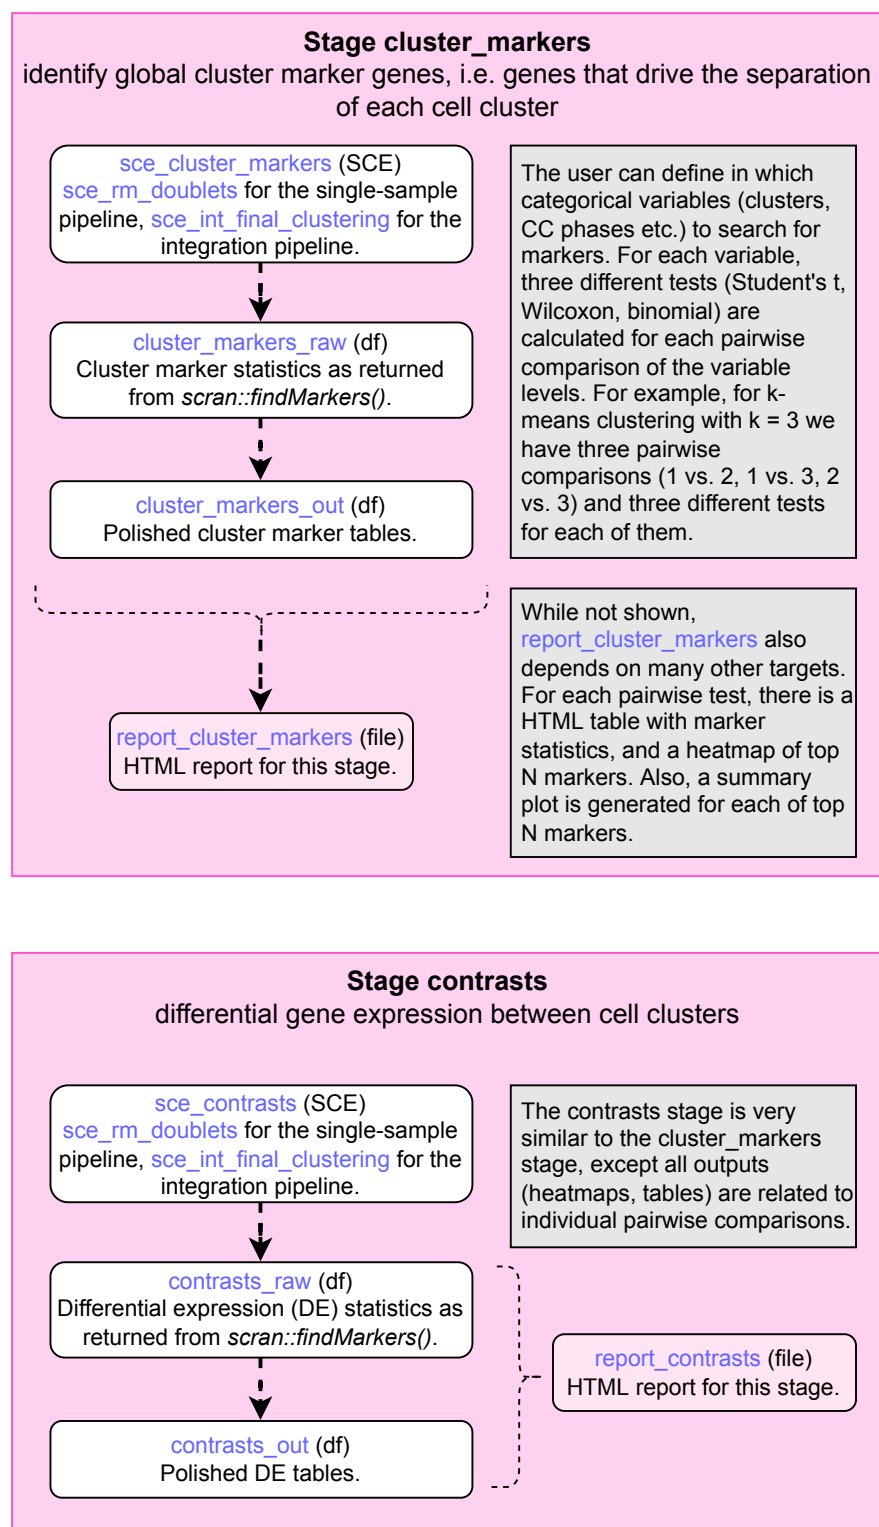 Stage cluster_markers
identify global cluster marker genes, i.e. genes that drive the separation
of each cell cluster
sce_cluster_markers (SCE)
sce_rm_doublets for the single-sample
pipeline, sce_int_final_clustering for the
integration pipeline.
cluster_markers_raw (df)
Cluster marker statistics as returned
from scran::findMarkers().
cluster_markers_out (df)
Polished cluster marker tables.
report_cluster_markers (file)
HTML report for this stage.
The user can define in which
categorical variables (clusters,
CC phases etc.) to search for
markers. For each variable,
three different tests (Student's t,
Wilcoxon, binomial) are
calculated for each pairwise
comparison of the variable
levels. For example, for k-
means clustering with k = 3 we
have three pairwise
comparisons (1 vs. 2, 1 vs. 3, 2
vs. 3) and three different tests
for each of them.
While not shown,
report_cluster_markers also
depends on many other targets.
For each pairwise test, there is a
HTML table with marker
statistics, and a heatmap of top
N markers. Also, a summary
plot is generated for each of top
N markers.
Stage contrasts
differential gene expression between cell clusters
sce_contrasts (SCE)
sce_rm_doublets for the single-sample
pipeline, sce_int_final_clustering for the
integration pipeline.
contrasts_raw (df)
Differential expression (DE) statistics as
returned from scran::findMarkers().
contrasts_out (df)
Polished DE tables.
The contrasts stage is very
similar to the cluster_markers
stage, except all outputs
(heatmaps, tables) are related to
individual pairwise comparisons.
report_contrasts (file)
HTML report for this stage.